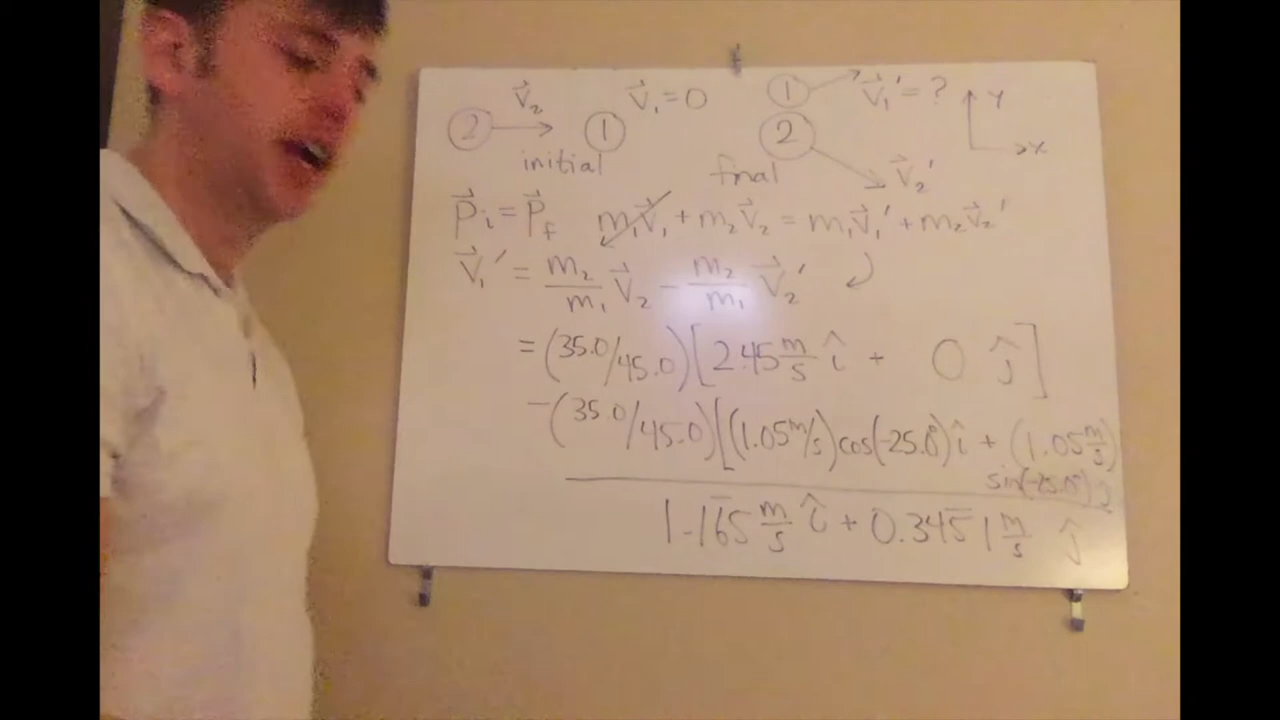 ② v⃗₂ → ① v⃗₁ = 0 ① v⃗₁' = ? y
initial ② v⃗₂' x
final
p⃗i = p⃗f m₁v⃗₁ + m₂v⃗₂ = m₁v⃗₁' + m₂v⃗₂'
v⃗₁' = m₂/m₁ v⃗₂ - m₂/m₁ v⃗₂'
= (35.0/45.0)[2.45 m/s î + 0 ĵ]
-(35.0/45.0)[(1.05 m/s)cos(-25.0°)î + (1.05 m/s)
sin(-25.0°) ĵ
1.165 m/s î + 0.3451 m/s ĵ